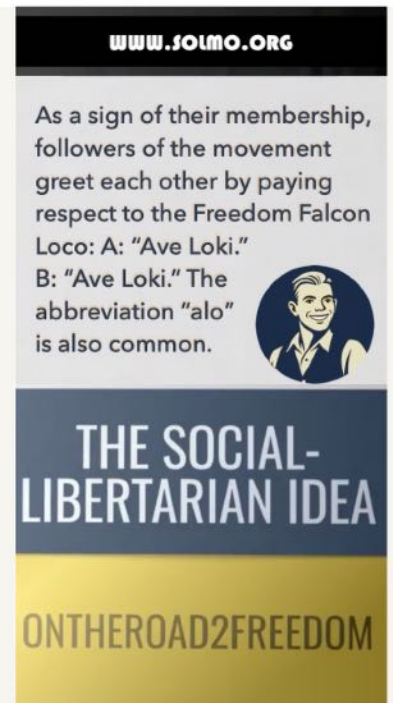 WWW.SOLMO.ORG
As a sign of their membership,
followers of the movement
greet each other by paying
respect to the Freedom Falcon
Loco: A: “Ave Loki.”
B: “Ave Loki.” The
abbreviation “alo”
is also common.
THE SOCIAL-
LIBERTARIAN IDEA
ONTHEROAD2FREEDOM